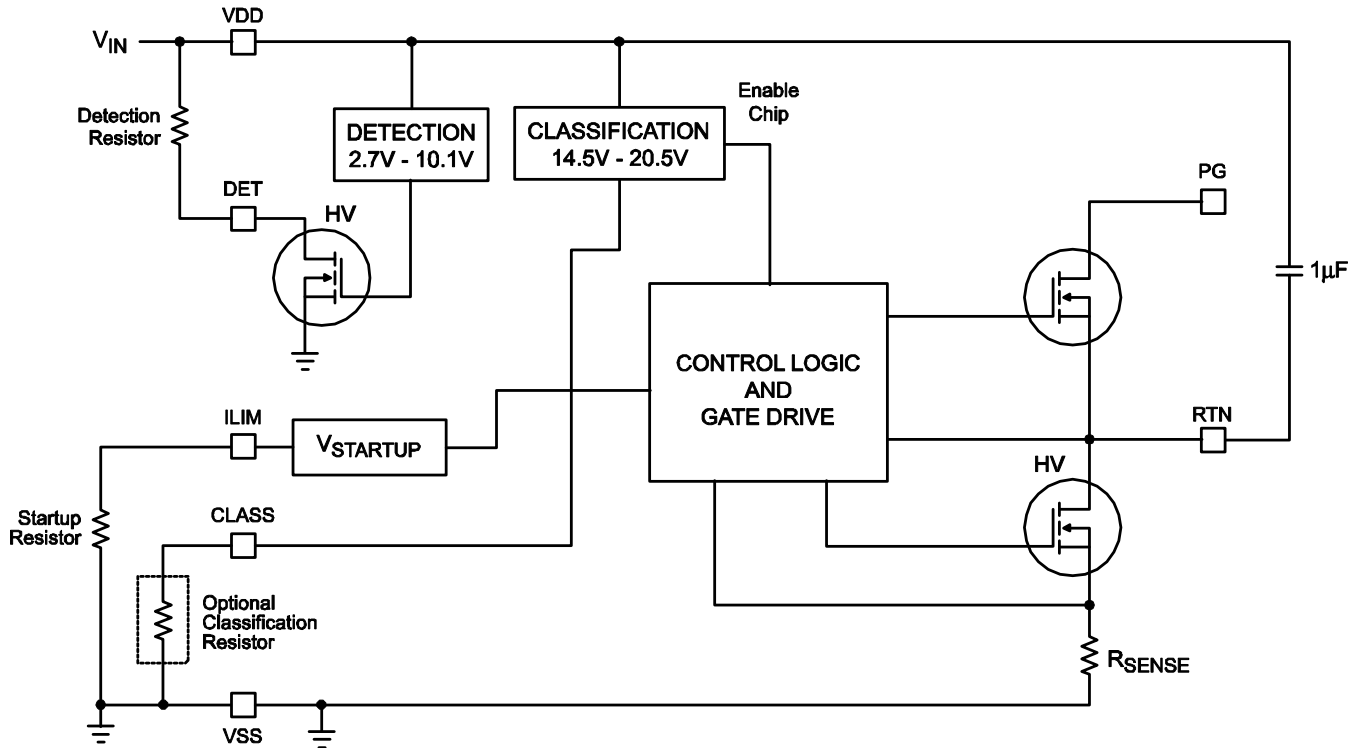 VDD
VIN
Detection
Resistor
DETECTION
2.7V - 10.1V
CLASSIFICATION
14.5V - 20.5V
Enable
Chip
DET
HV
PG
1µF
CONTROL LOGIC
AND
GATE DRIVE
ILIM
VSTARTUP
RTN
HV
Startup
Resistor
CLASS
Optional
Classification
Resistor
RSENSE
VSS